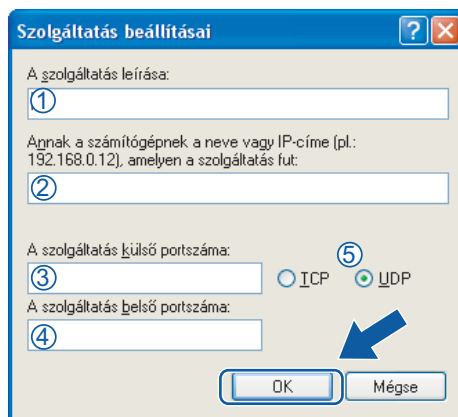 Szolgáltatás beállításai
A szolgáltatás leírása:
①
Annak a számítógépnek a neve vagy IP-címe (pl.:
192.168.0.12), amelyen a szolgáltatás fut:
②
A szolgáltatás külső portszáma:
③ TCP ⑤ UDP
A szolgáltatás belső portszáma:
④
OK Mégse